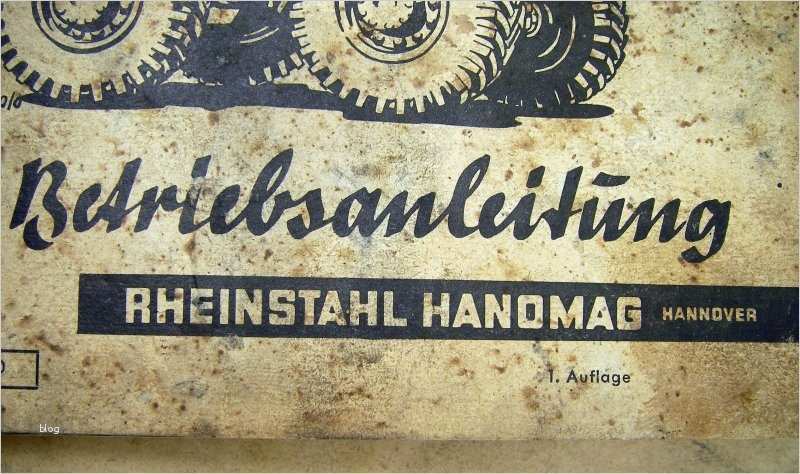 Betriebsanleitung
RHEINSTAHL HANOMAG HANNOVER
1. Auflage
blog